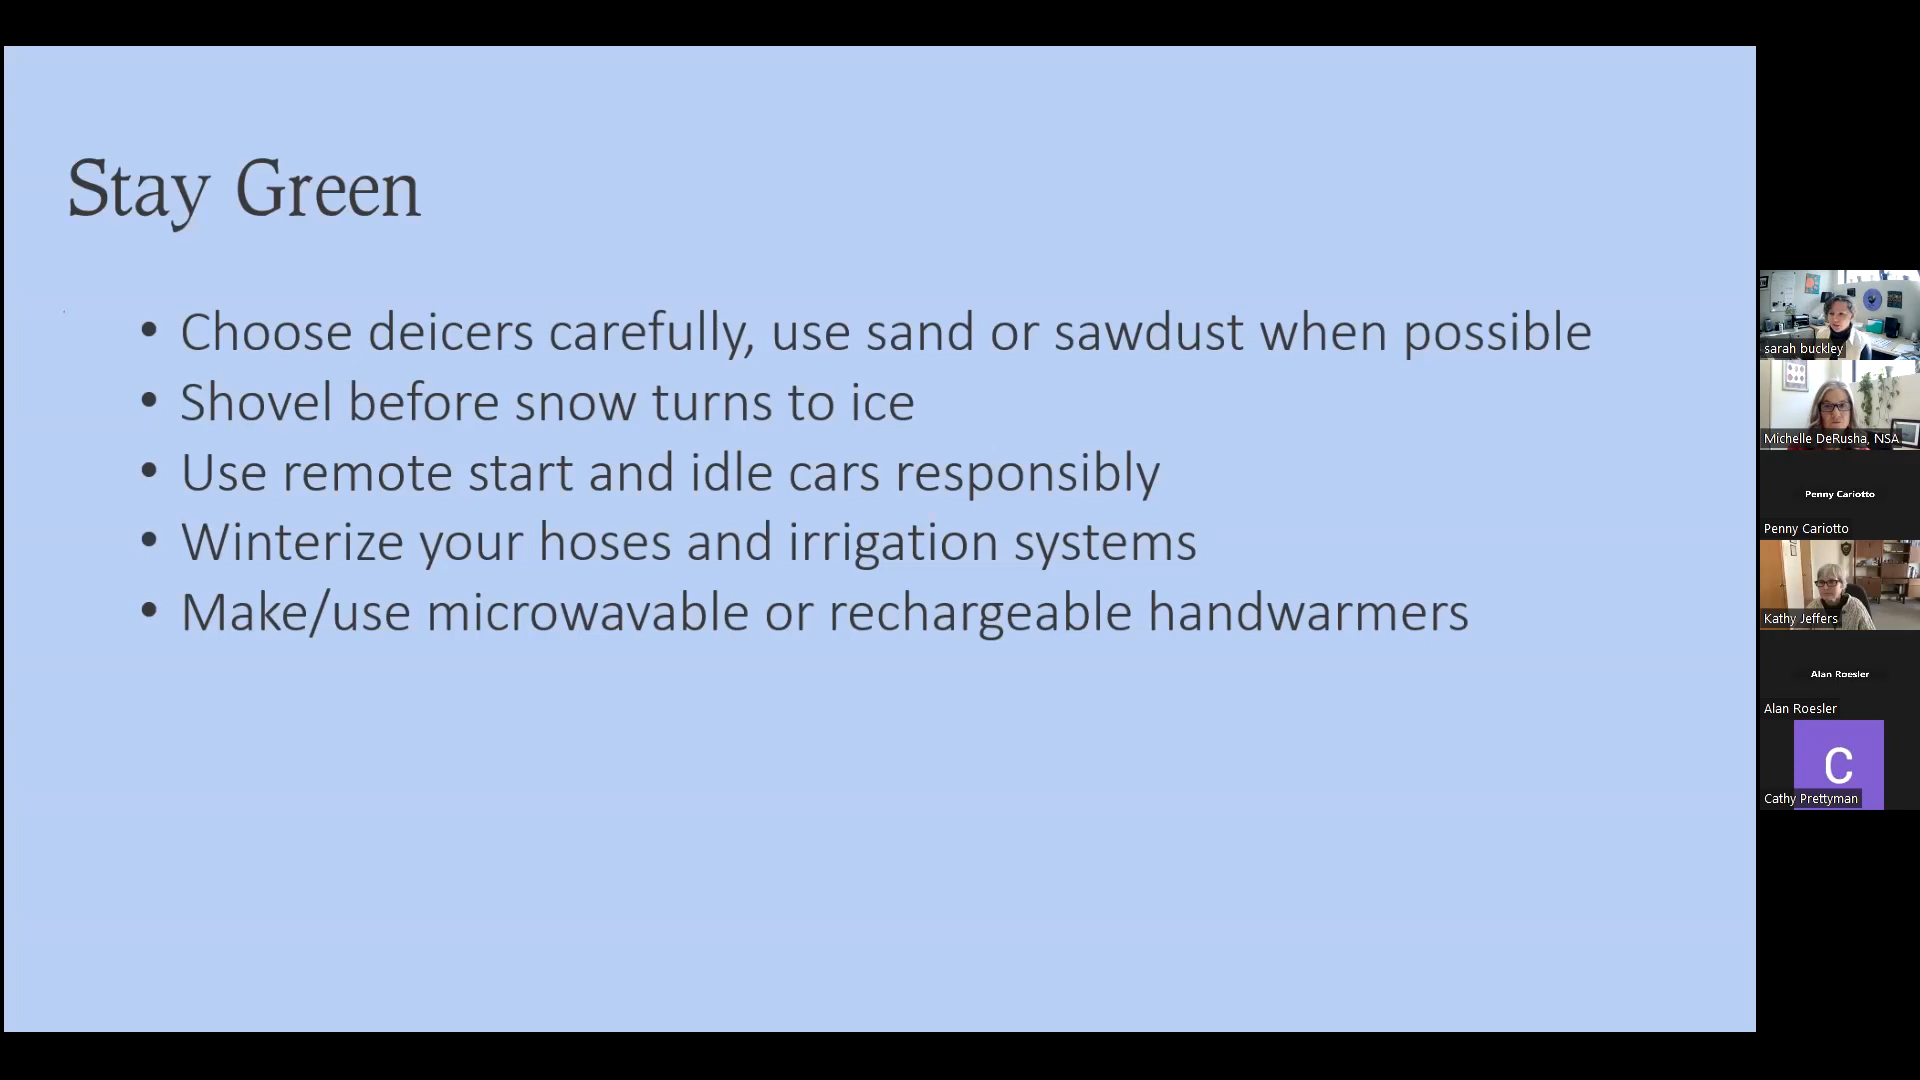 Stay Green
• Choose deicers carefully, use sand or sawdust when possible
• Shovel before snow turns to ice
• Use remote start and idle cars responsibly
• Winterize your hoses and irrigation systems
• Make/use microwavable or rechargeable handwarmers
sarah buckley
Michelle DeRusha, NSA
Penny Cariotto
Penny Cariotto
Kathy Jeffers
Alan Roesler
Alan Roesler
C
Cathy Prettyman